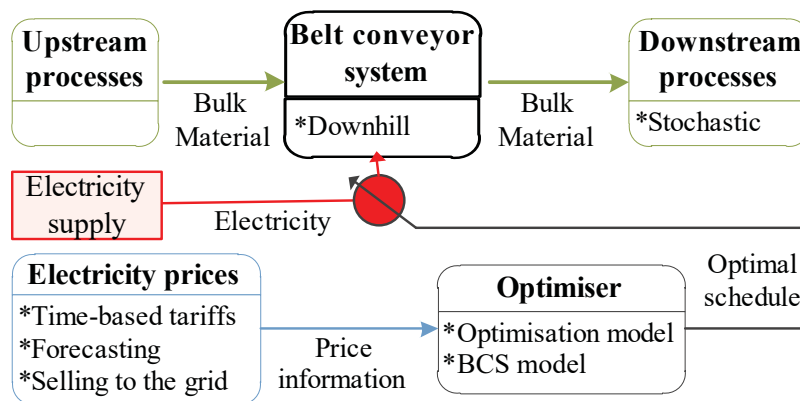 Upstream
processes
Bulk
Material
Belt conveyor
system
*Downhill
Bulk
Material
Downstream
processes
*Stochastic
Electricity
supply
Electricity
Electricity prices
*Time-based tariffs
*Forecasting
*Selling to the grid
Price
information
Optimiser
*Optimisation model
*BCS model
Optimal
schedule